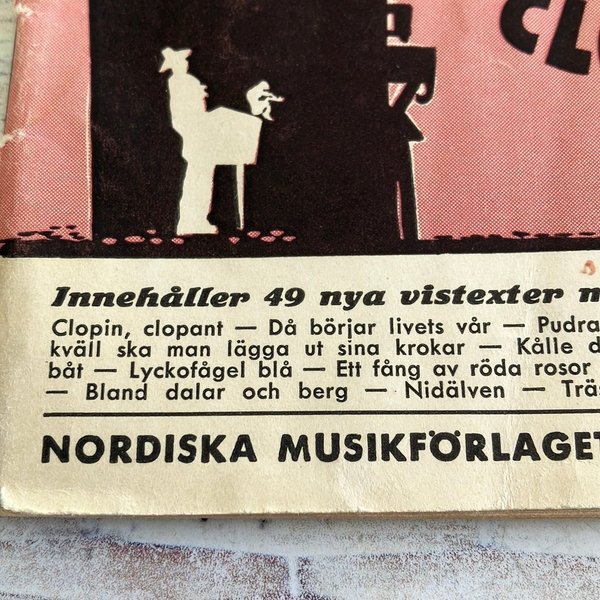 CL
Innehåller 49 nya vistexter
Clopin, clopant — Då börjar livets vår — Pudra
kväll ska man lägga ut sina krokar — Kålle
båt — Lyckofågel blå — Ett fång av röda rosor
— Bland dalar och berg — Nidälven —
NORDISKA MUSIKFÖRLAGET